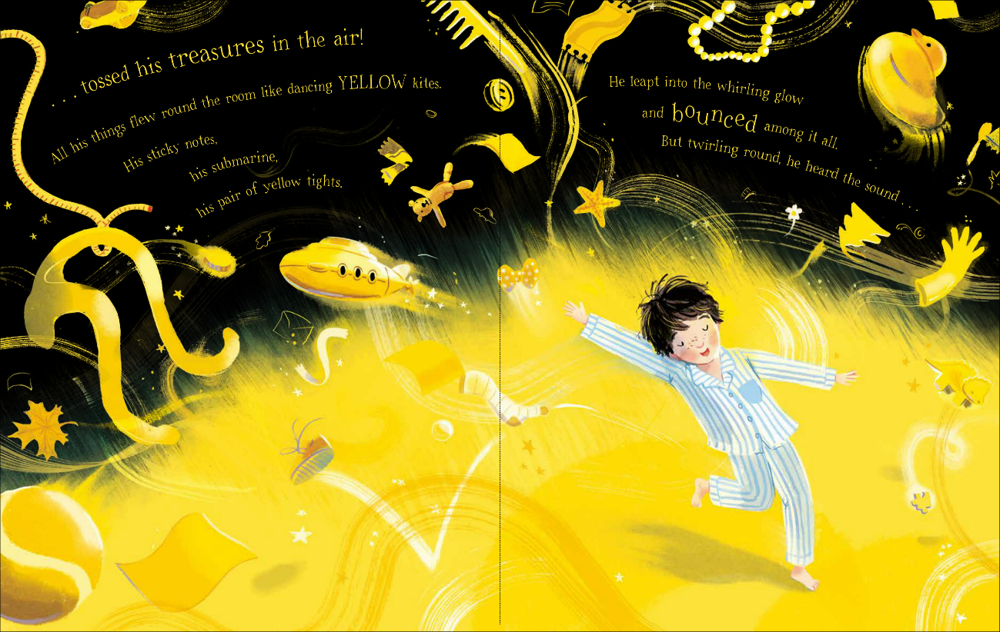 . . . tossed his treasures in the air!
All his things flew round the room like dancing YELLOW kites.
His sticky notes,
his submarine,
his pair of yellow tights.
He leapt into the whirling glow
and bounced among it all.
But twirling round, he heard the sound . . .